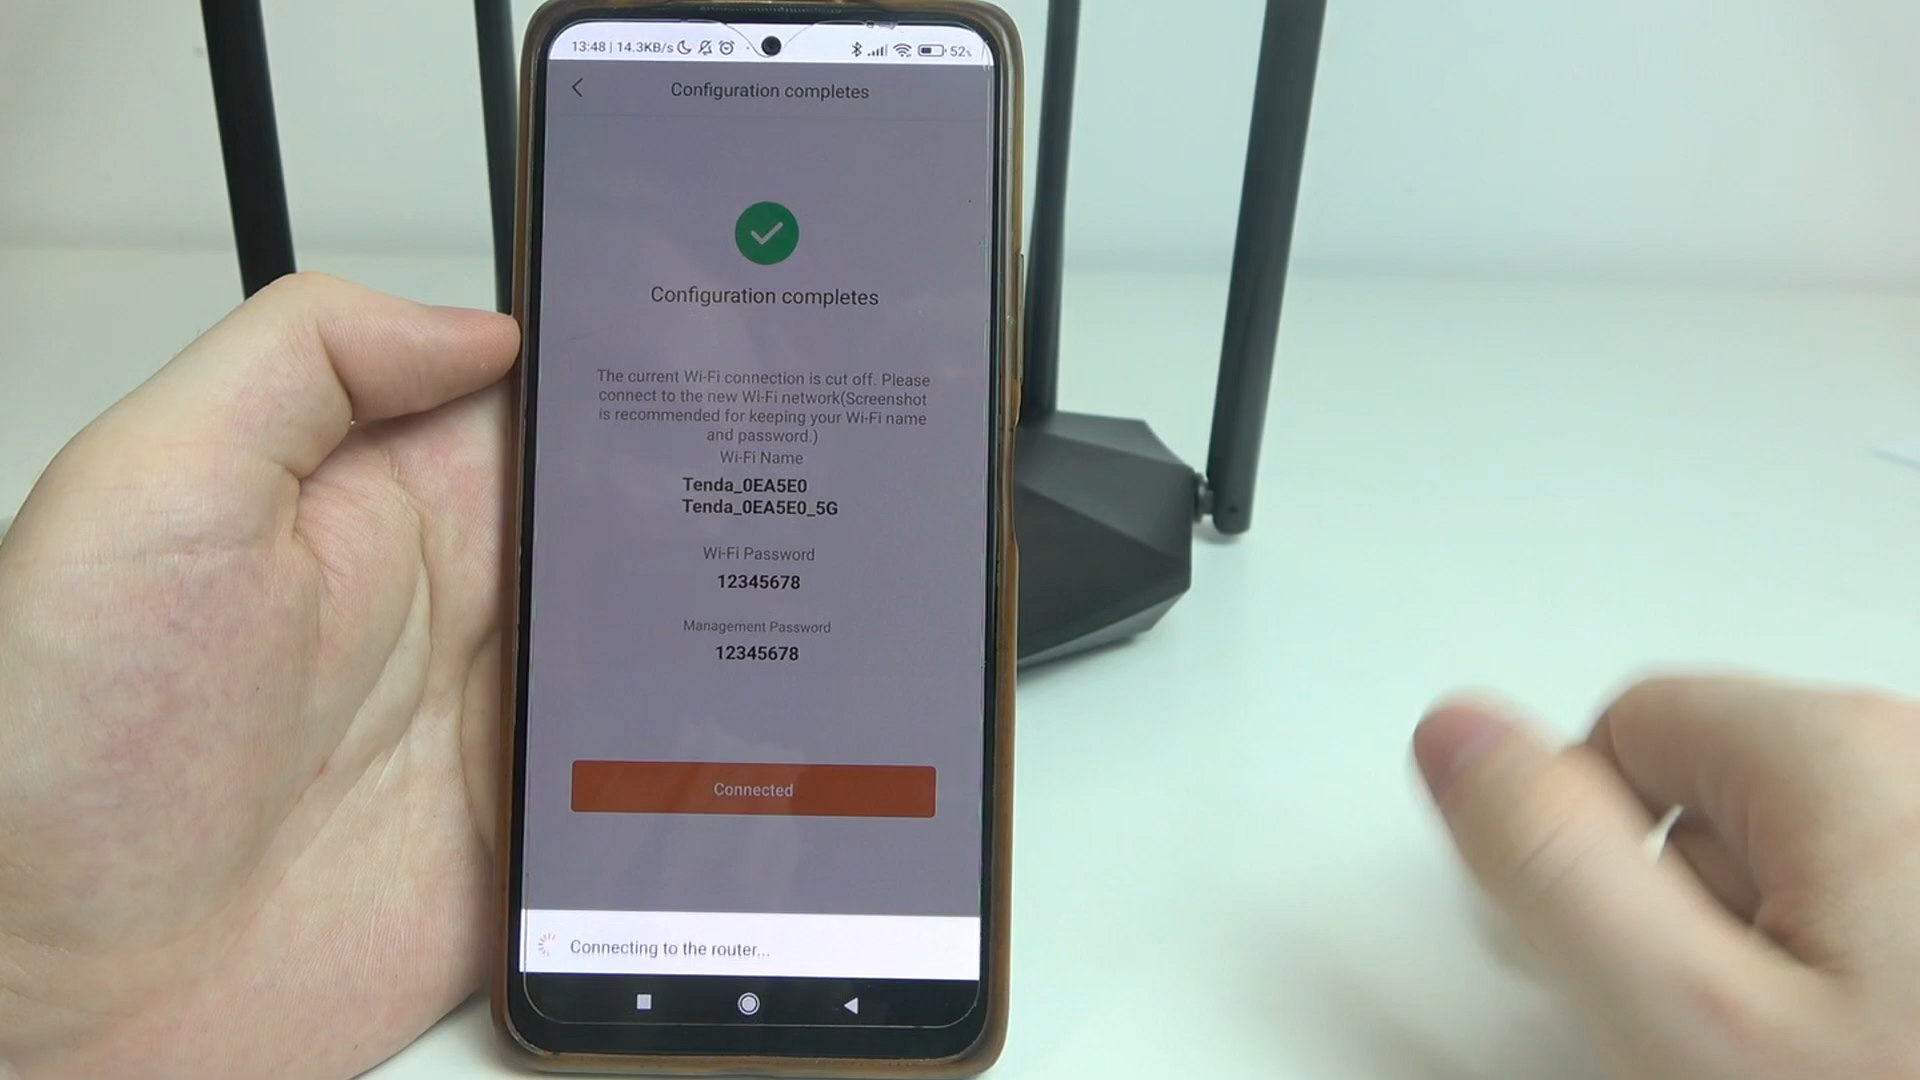 13:48 | 14.3KB/s
52%
Configuration completes
Configuration completes
The current Wi-Fi connection is cut off. Please
connect to the new Wi-Fi network(Screenshot
is recommended for keeping your Wi-Fi name
and password.)
Wi-Fi Name
Tenda_0EA5E0
Tenda_0EA5E0_5G
Wi-Fi Password
12345678
Management Password
12345678
Connected
Connecting to the router...